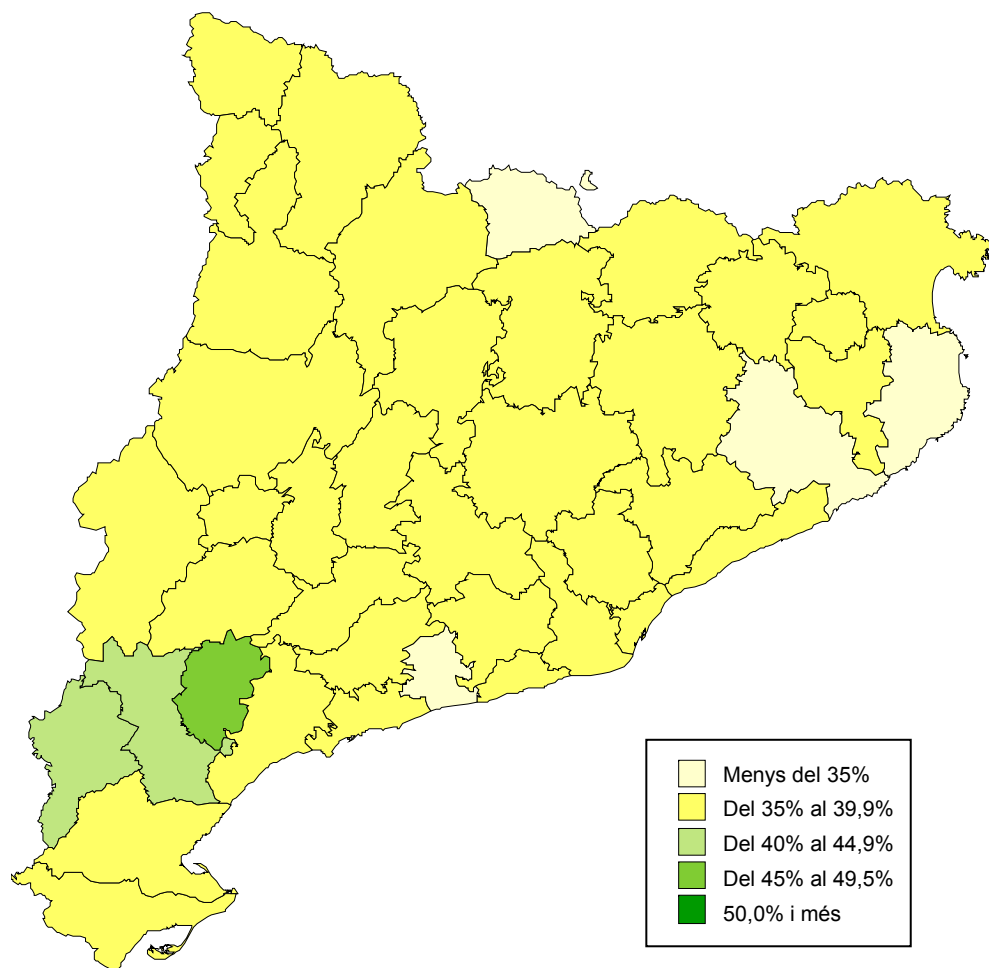 Menys del 35%
Del 35% al 39,9%
Del 40% al 44,9%
Del 45% al 49,5%
50,0% i més